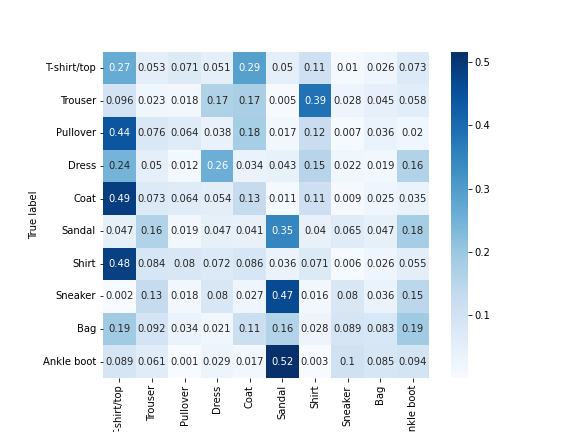 T-shirt/top 0.27 0.053 0.071 0.051 0.29 0.05 0.11 0.01 0.026 0.073
Trouser 0.096 0.023 0.018 0.17 0.17 0.005 0.39 0.028 0.045 0.058
Pullover 0.44 0.076 0.064 0.038 0.18 0.017 0.12 0.007 0.036 0.02
Dress 0.24 0.05 0.012 0.26 0.034 0.043 0.15 0.022 0.019 0.16
Coat 0.49 0.073 0.064 0.054 0.13 0.011 0.11 0.009 0.025 0.035
Sandal 0.047 0.16 0.019 0.047 0.041 0.35 0.04 0.065 0.047 0.18
Shirt 0.48 0.084 0.08 0.072 0.086 0.036 0.071 0.006 0.026 0.055
Sneaker 0.002 0.13 0.018 0.08 0.027 0.47 0.016 0.08 0.036 0.15
Bag 0.19 0.092 0.034 0.021 0.11 0.16 0.028 0.089 0.083 0.19
Ankle boot 0.089 0.061 0.001 0.029 0.017 0.52 0.003 0.1 0.085 0.094
True label
-shirt/top
Trouser
Pullover
Dress
Coat
Sandal
Shirt
Sneaker
Bag
nkle boot
0.5
0.4
0.3
0.2
0.1